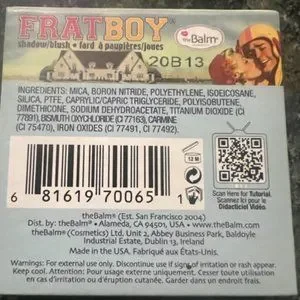 FRATBOY
theBalm
shadow/blush • fard à paupières/joues
20B13
INGREDIENTS: MICA, BORON NITRIDE, POLYETHYLENE, ISOEICOSANE,
SILICA, PTFE, CAPRYLIC/CAPRIC TRIGLYCERIDE, POLYISOBUTENE,
DIMETHICONE, SODIUM DEHYDROACETATE, TITANIUM DIOXIDE (CI
77891), BISMUTH OXYCHLORIDE (CI 77163), CARMINE
(CI 75470), IRON OXIDES (CI 77491, CI 77492).
12 M
6 81619 70065 1
Scan Here for Tutorial.
Scannez Ici pour le
Didacticiel Vidéo
theBalm® (Est. San Francisco 2004)
Dist. by: theBalm® • Alameda, CA 94501, USA
theBalm® (Cosmetics) Ltd. Unit 2, Abbey Business Park, Baldoyle
Industrial Estate, Dublin 13, Ireland
Made in the USA. Fabriqué aux États-Unis.
Warnings: For external use only. Discontinue use if signs of irritation or rash appear.
Keep cool. Attention: Pour usage externe uniquement. Cesser toute utilisation
en cas d'irritation ou d'éruption cutanée. Garder dans un endroit frais.